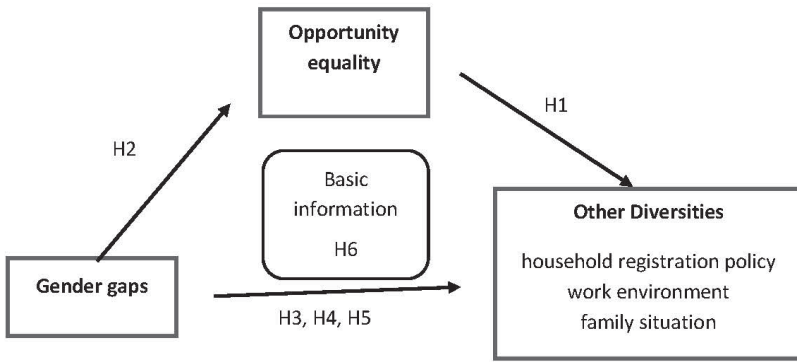 Opportunity
equality
H1
H2
Basic
information
H6
Other Diversities
household registration policy
work environment
family situation
Gender gaps
H3, H4, H5